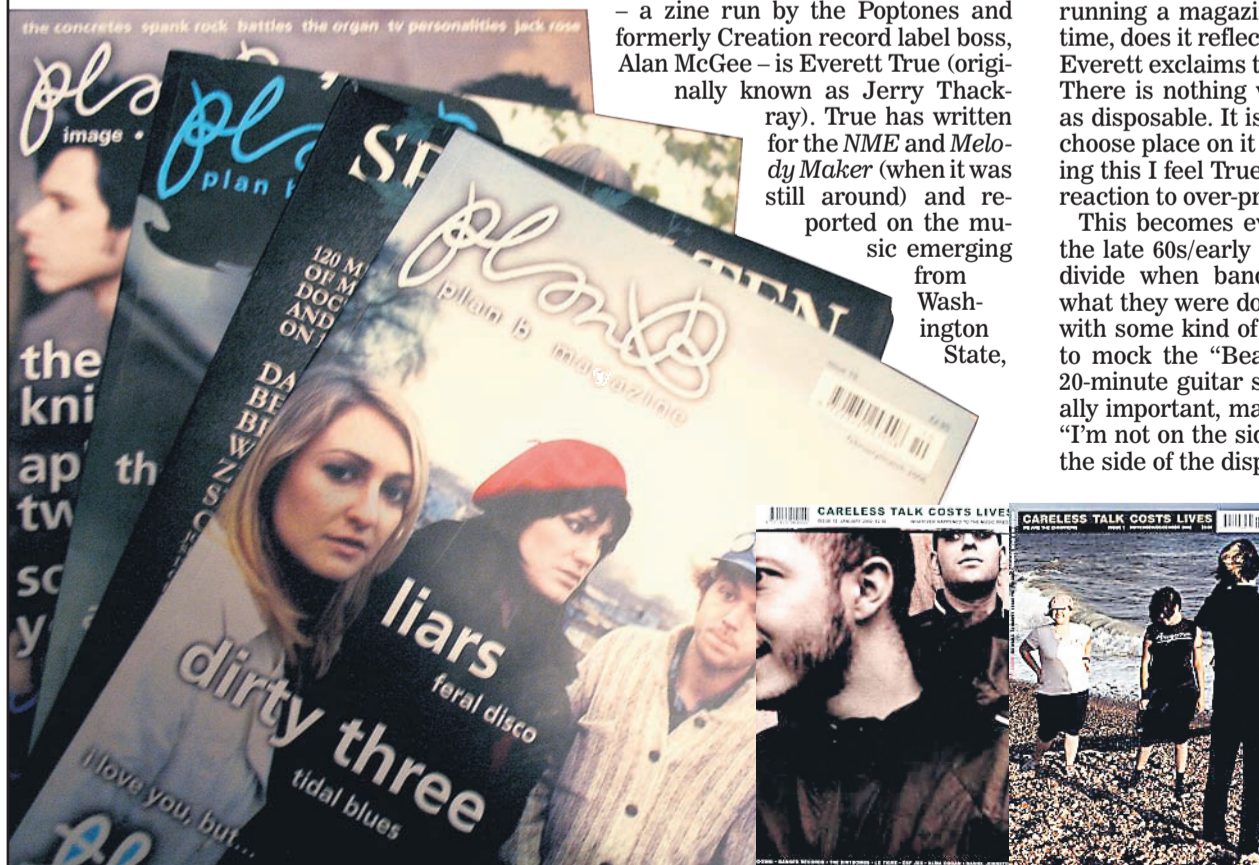 – a zine run by the Poptones and
formerly Creation record label boss,
Alan McGee – is Everett True (origi-
nally known as Jerry Thack-
ray). True has written
for the NME and Melo-
dy Maker (when it was
still around) and re-
ported on the mu-
sic emerging
from
Wash-
ington
State,
running a magazi
time, does it reflec
Everett exclaims t
There is nothing
as disposable. It is
choose place on it
ing this I feel True
reaction to over-pr
This becomes ev
the late 60s/early
divide when banc
what they were do
with some kind of
to mock the “Bea
20-minute guitar s
ally important, ma
“I’m not on the sid
the side of the disp
the concretes spank rock battles the organ tv personalities jack rose
pla
image •
the
kni
ap
tw
sc
y
pla
plan
th
120 M
OF M
DOC
AND
ON
DA
BE
BI
W
Z
S
TEN
plan B
plan b magazine
liars
feral disco
dirty three
tidal blues
i love you, but...
CARELESS TALK COSTS LIVES
CARELESS TALK COSTS LIVES